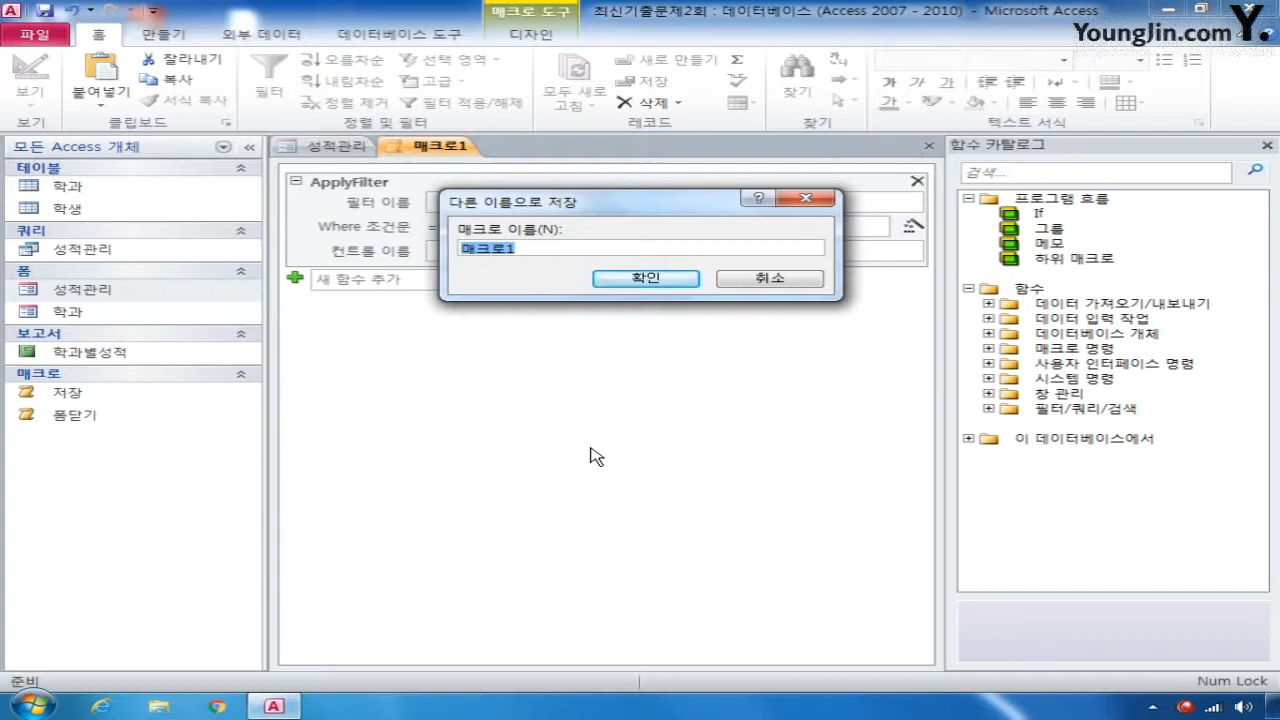 매크로 도구
최신기출문제2회 : 데이터베이스 (Access 2007 - 2010) - Microsoft Access
YoungJin.com Y.
파일 홈 만들기 외부 데이터 데이터베이스 도구 디자인
보기
붙여넣기
잘라내기
복사
서식 복사
필터
오름차순
내림차순
정렬 제거
선택 영역
고급
필터 적용/해제
모두 새로 고침
새로 만들기
저장
삭제
찾기
가 가 가
가
보기 클립보드 정렬 및 필터 레코드 찾기 텍스트 서식
모든 Access 개체
테이블
학과
학생
쿼리
성적관리
폼
성적관리
학과
보고서
학과별성적
매크로
저장
폼닫기
성적관리 매크로1
ApplyFilter
필터 이름
Where 조건문 =
컨트롤 이름
새 함수 추가
다른 이름으로 저장
매크로 이름(N):
매크로1
확인 취소
함수 카탈로그
검색...
프로그램 흐름
If
그룹
메모
하위 매크로
함수
데이터 가져오기/내보내기
데이터 입력 작업
데이터베이스 개체
매크로 명령
사용자 인터페이스 명령
시스템 명령
창 관리
필터/쿼리/검색
이 데이터베이스에서
준비
Num Lock